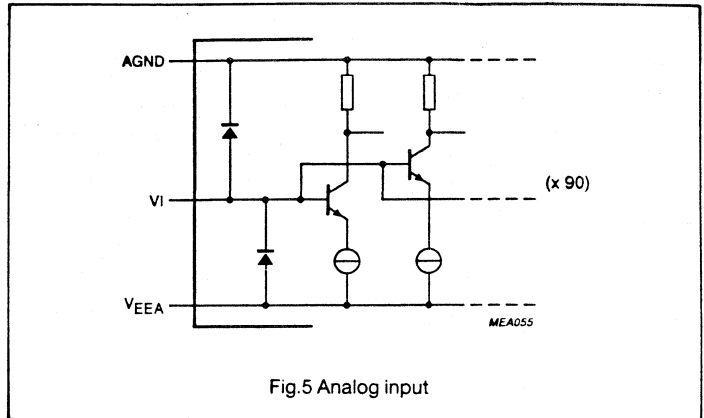 AGND
VI
(x 90)
VEEA
MEA055
Fig.5 Analog input